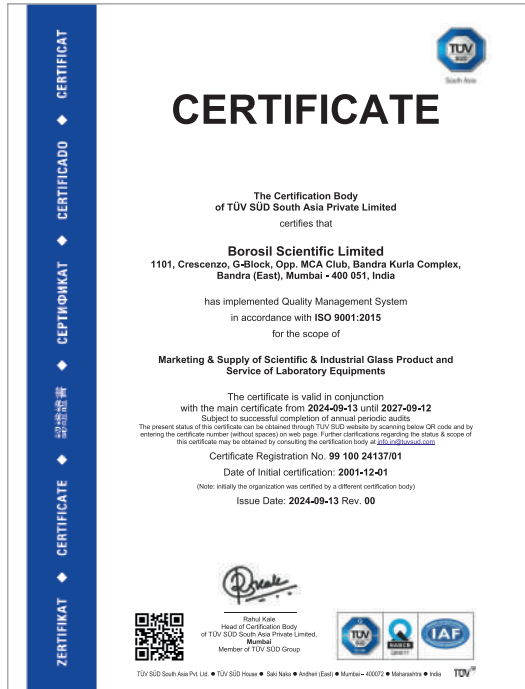 TÜV
SÜD
South Asia
CERTIFICATE
The Certification Body
of TÜV SÜD South Asia Private Limited
certifies that
Borosil Scientific Limited
1101, Crescenzo, G-Block, Opp. MCA Club, Bandra Kurla Complex,
Bandra (East), Mumbai - 400 051, India
has implemented Quality Management System
in accordance with ISO 9001:2015
for the scope of
Marketing & Supply of Scientific & Industrial Glass Product and
Service of Laboratory Equipments
The certificate is valid in conjunction
with the main certificate from 2024-09-13 until 2027-09-12
Subject to successful completion of annual periodic audits
The present status of this certificate can be obtained through TUV SUD website by scanning below QR code and by
entering the certificate number (without spaces) on web page. Further clarifications regarding the status & scope of
this certificate may be obtained by consulting the certification body at info.in@tuvsud.com
Certificate Registration No. 99 100 24137/01
Date of Initial certification: 2001-12-01
(Note: initially the organization was certified by a different certification body)
Issue Date: 2024-09-13 Rev. 00
Rahul Kale
Head of Certification Body
of TÜV SÜD South Asia Private Limited,
Mumbai
Member of TÜV SÜD Group
TÜV
SÜD
NABCB
IAF
TÜV SÜD South Asia Pvt. Ltd. ● TÜV SÜD House ● Saki Naka ● Andheri (East) ● Mumbai – 400072 ● Maharashtra ● India
TÜV
ZERTIFIKAT ◆ CERTIFICATE ◆ 認證證書 ◆ СЕРТИФИКАТ ◆ CERTIFICADO ◆ CERTIFICAT